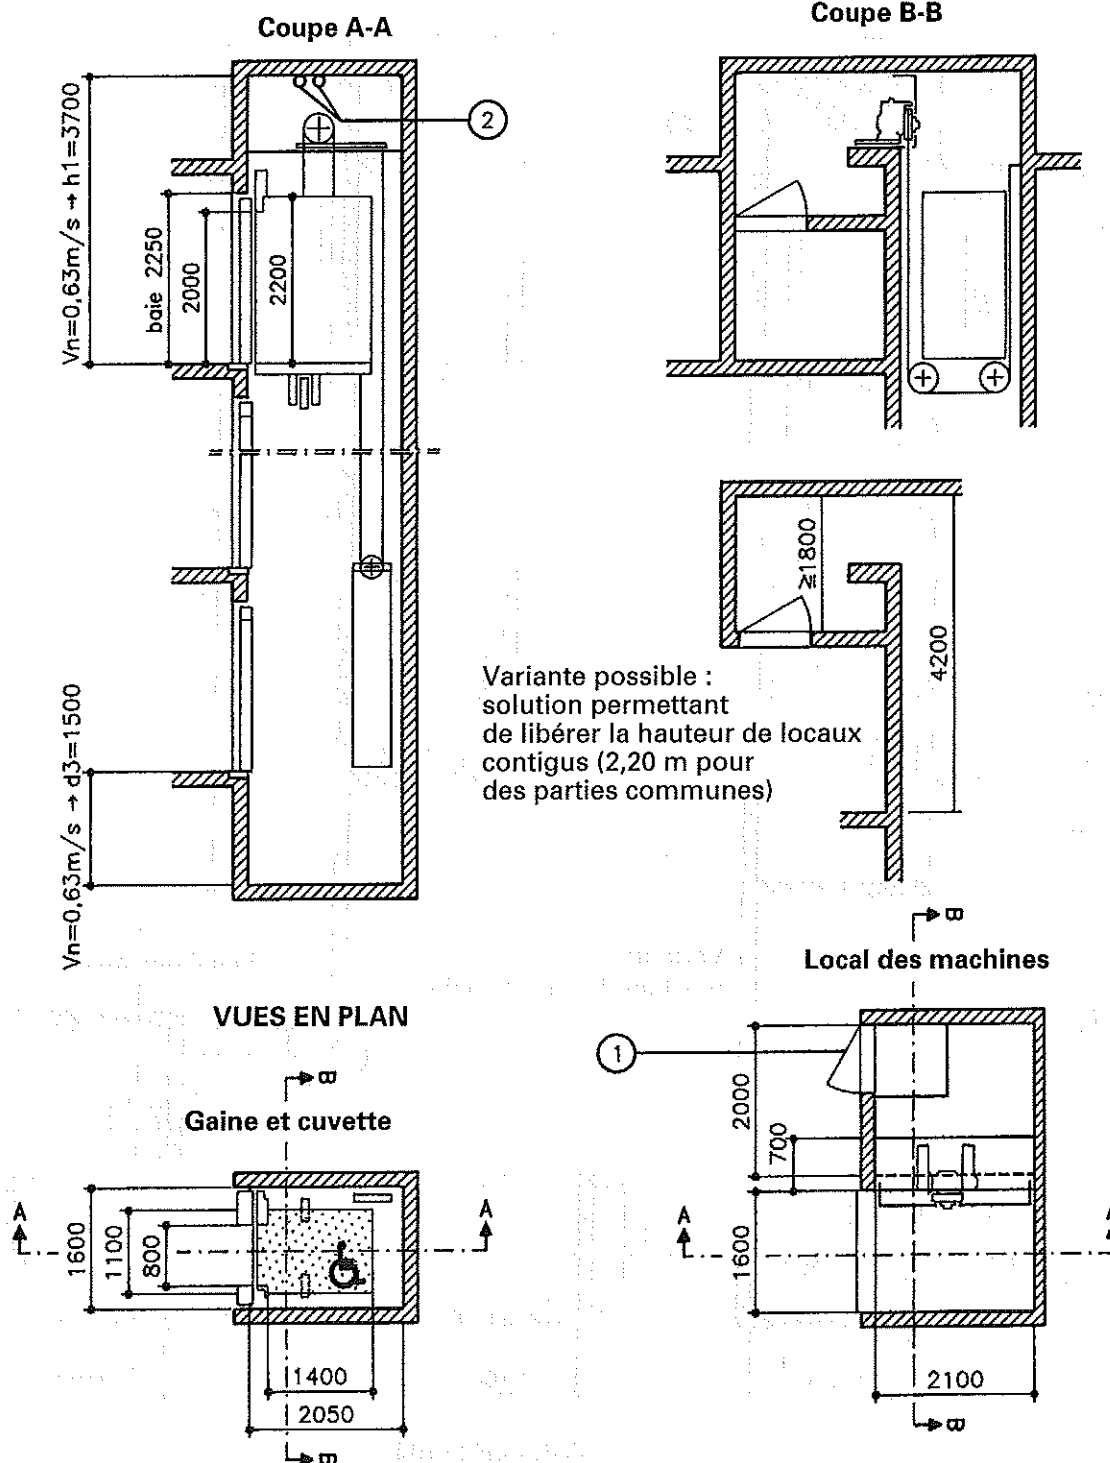 Coupe A-A
Coupe B-B
Vn=0,63m/s → h1=3700
baie 2250
2000
2200
2
≥1800
4200
Variante possible :
solution permettant
de libérer la hauteur de locaux
contigus (2,20 m pour
des parties communes)
Vn=0,63m/s → d3=1500
B
Local des machines
VUES EN PLAN
1
B
Gaine et cuvette
2000
700
A
A
1600
1100
800
A
A
1600
1400
2050
2100
B
B